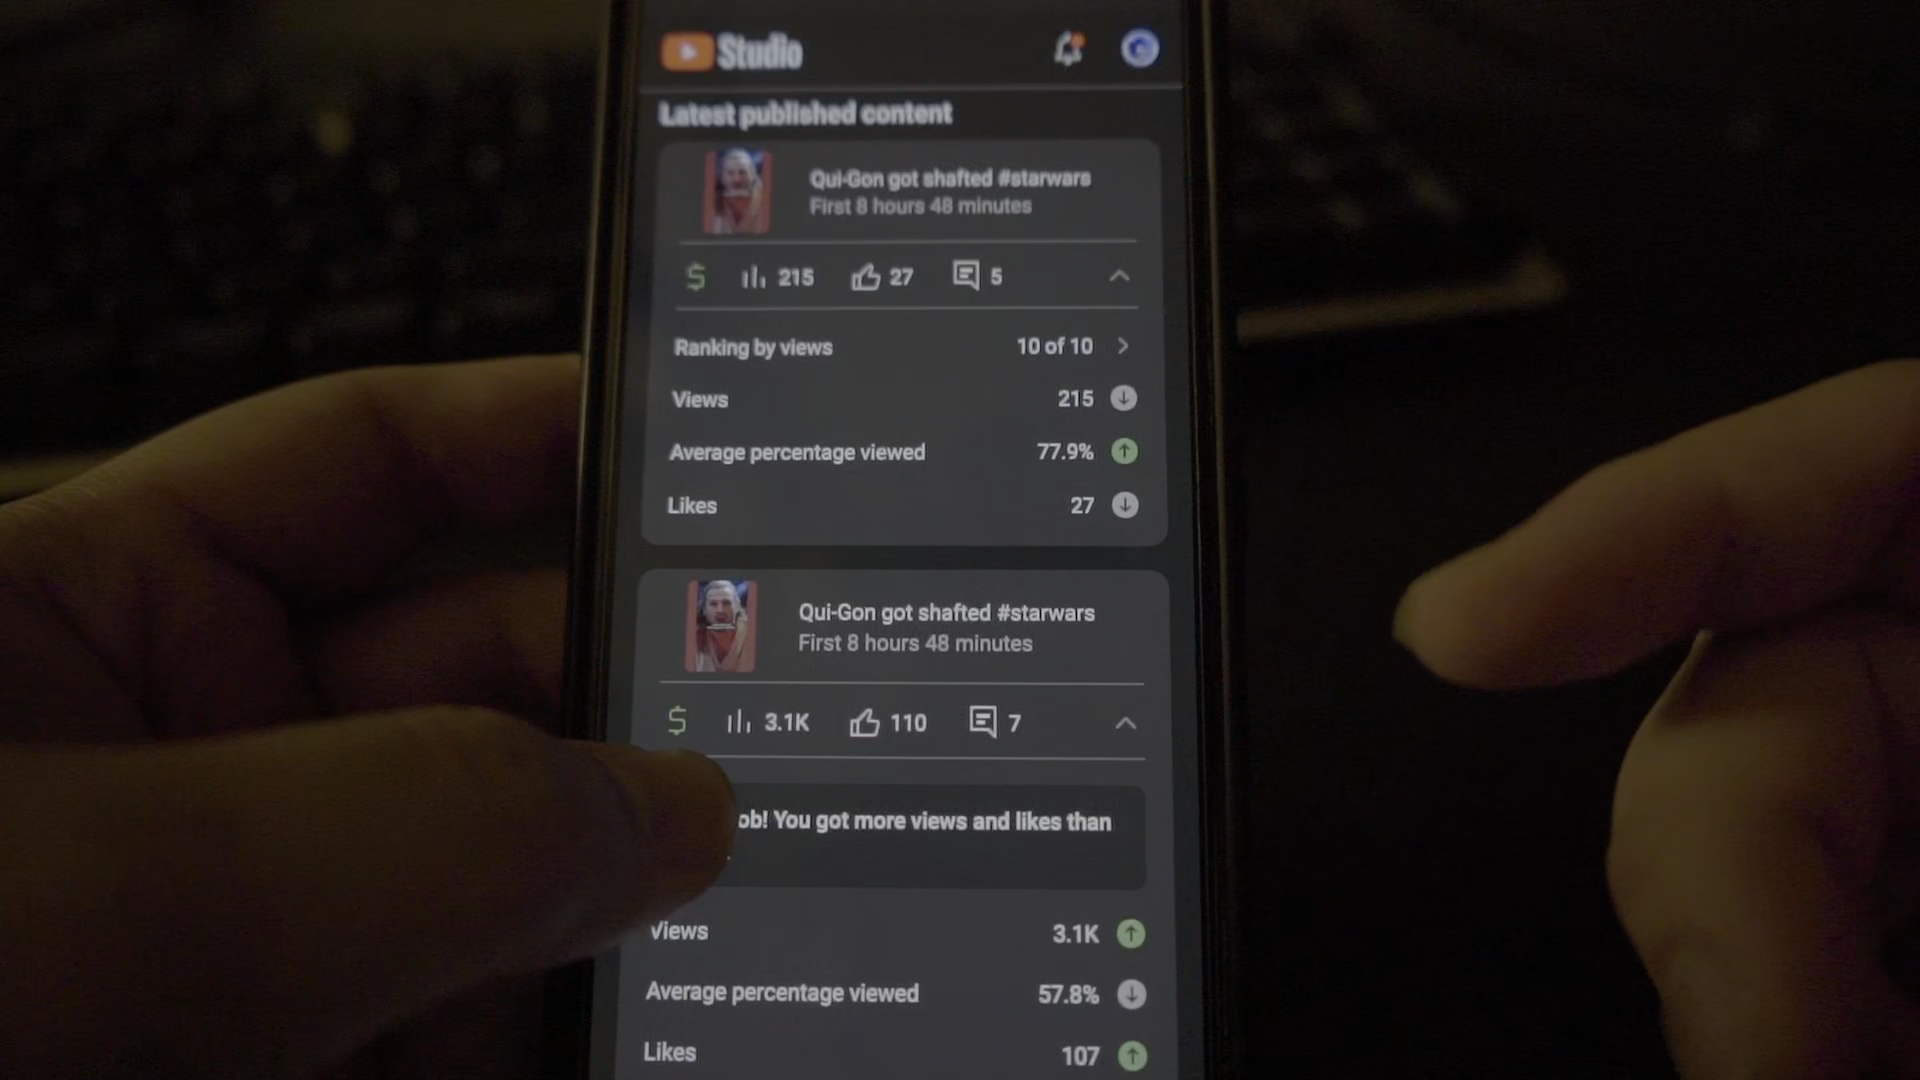 Studio
Latest published content
Qui-Gon got shafted #starwars
First 8 hours 48 minutes
$ 215 27 5
Ranking by views 10 of 10
Views 215
Average percentage viewed 77.9%
Likes 27
Qui-Gon got shafted #starwars
First 8 hours 48 minutes
$ 3.1K 110 7
ob! You got more views and likes than
Views 3.1K
Average percentage viewed 57.8%
Likes 107